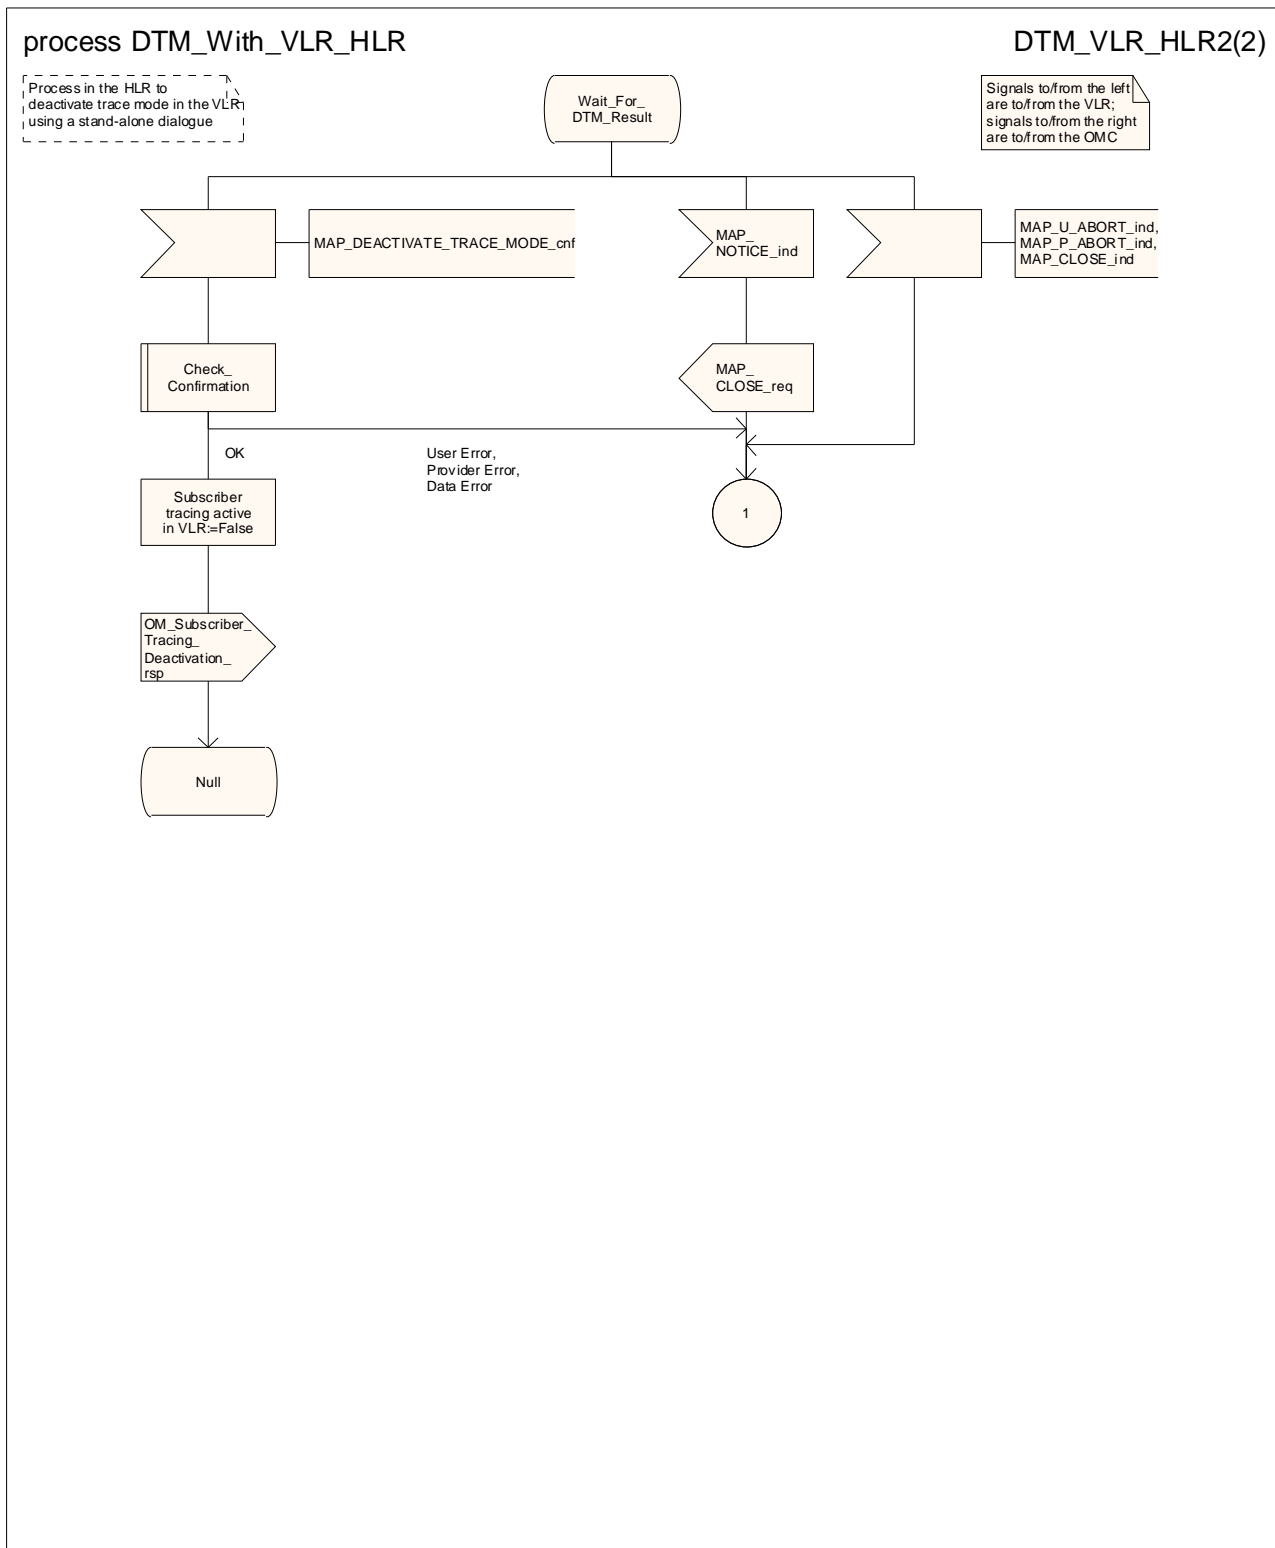 process DTM_With_VLR_HLR
DTM_VLR_HLR2(2)
Process in the HLR to
deactivate trace mode in the VLR
using a stand-alone dialogue
Wait_For_
DTM_Result
Signals to/from the left
are to/from the VLR;
signals to/from the right
are to/from the OMC
MAP_DEACTIVATE_TRACE_MODE_cnf
MAP_
NOTICE_ind
MAP_U_ABORT_ind,
MAP_P_ABORT_ind,
MAP_CLOSE_ind
Check_
Confirmation
MAP_
CLOSE_req
OK
User Error,
Provider Error,
Data Error
Subscriber
tracing active
in VLR:=False
1
OM_Subscriber_
Tracing_
Deactivation_
rsp
Null